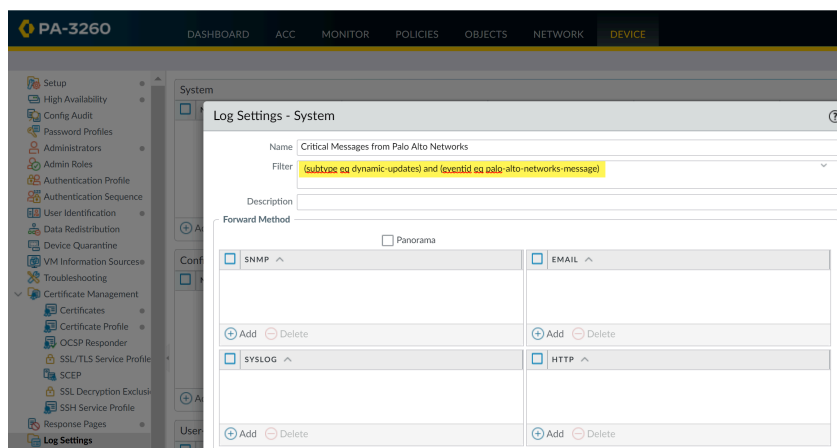 PA-3260
DASHBOARD ACC MONITOR POLICIES OBJECTS NETWORK DEVICE
Setup
High Availability
Config Audit
Password Profiles
Administrators
Admin Roles
Authentication Profile
Authentication Sequence
User Identification
Data Redistribution
Device Quarantine
VM Information Sources
Troubleshooting
Certificate Management
Certificates
Certificate Profile
OCSP Responder
SSL/TLS Service Profile
SCEP
SSL Decryption Exclusi
SSH Service Profile
Response Pages
Log Settings
System
Conf
User-
Log Settings - System
Name Critical Messages from Palo Alto Networks
Filter (subtype eq dynamic-updates) and (eventid eq palo-alto-networks-message)
Description
Forward Method
Panorama
SNMP EMAIL
Add Delete Add Delete
SYSLOG HTTP
Add Delete Add Delete